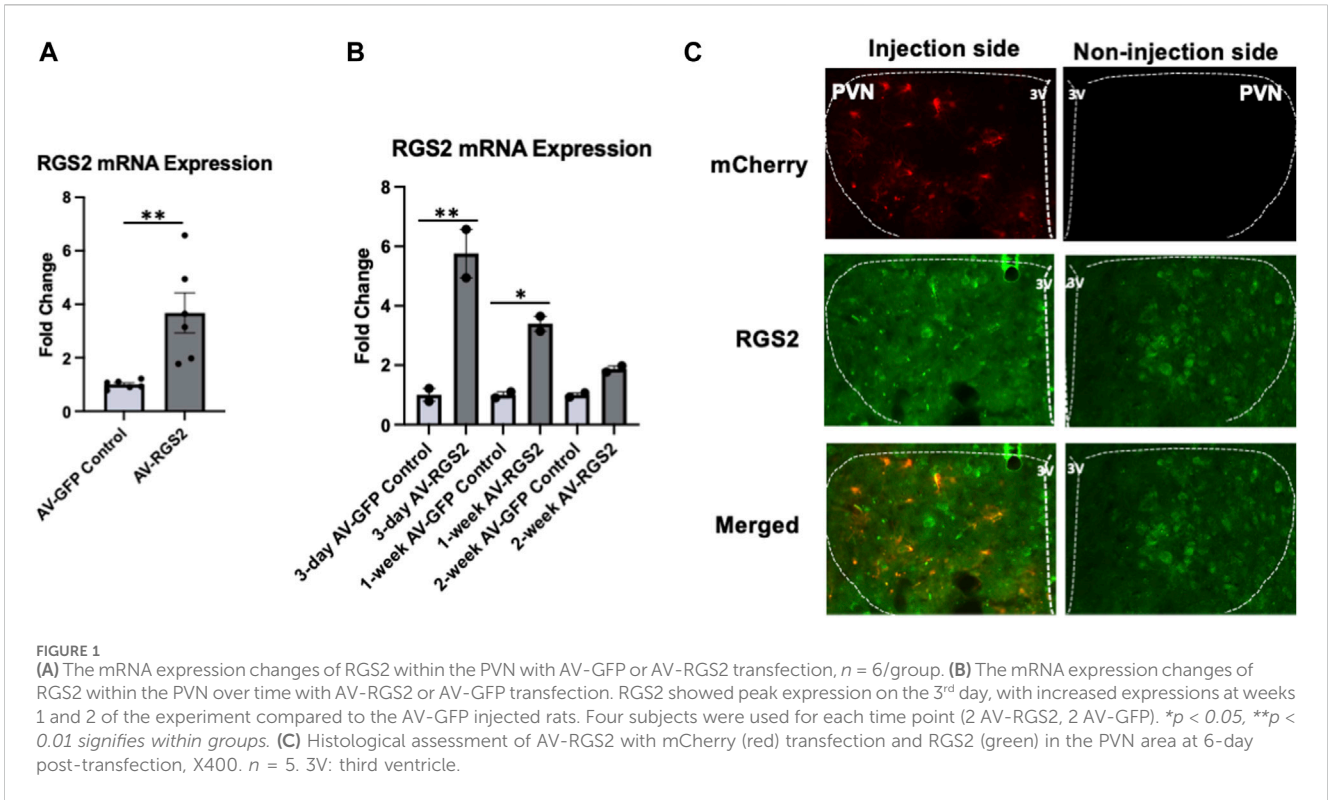 A
RGS2 mRNA Expression
**
Fold Change
8
6
4
2
0
AV-GFP Control
AV-RGS2
B
RGS2 mRNA Expression
**
*
Fold Change
8
6
4
2
0
3-day AV-GFP Control
3-day AV-RGS2
1-week AV-GFP Control
1-week AV-RGS2
2-week AV-GFP Control
2-week AV-RGS2
C
Injection side
Non-injection side
mCherry
PVN
3V
3V
PVN
RGS2
3V
3V
Merged
3V
3V
FIGURE 1
(A) The mRNA expression changes of RGS2 within the PVN with AV-GFP or AV-RGS2 transfection, n = 6/group. (B) The mRNA expression changes of
RGS2 within the PVN over time with AV-RGS2 or AV-GFP transfection. RGS2 showed peak expression on the 3rd day, with increased expressions at weeks
1 and 2 of the experiment compared to the AV-GFP injected rats. Four subjects were used for each time point (2 AV-RGS2, 2 AV-GFP). *p < 0.05, **p <
0.01 signifies within groups. (C) Histological assessment of AV-RGS2 with mCherry (red) transfection and RGS2 (green) in the PVN area at 6-day
post-transfection, X400. n = 5. 3V: third ventricle.